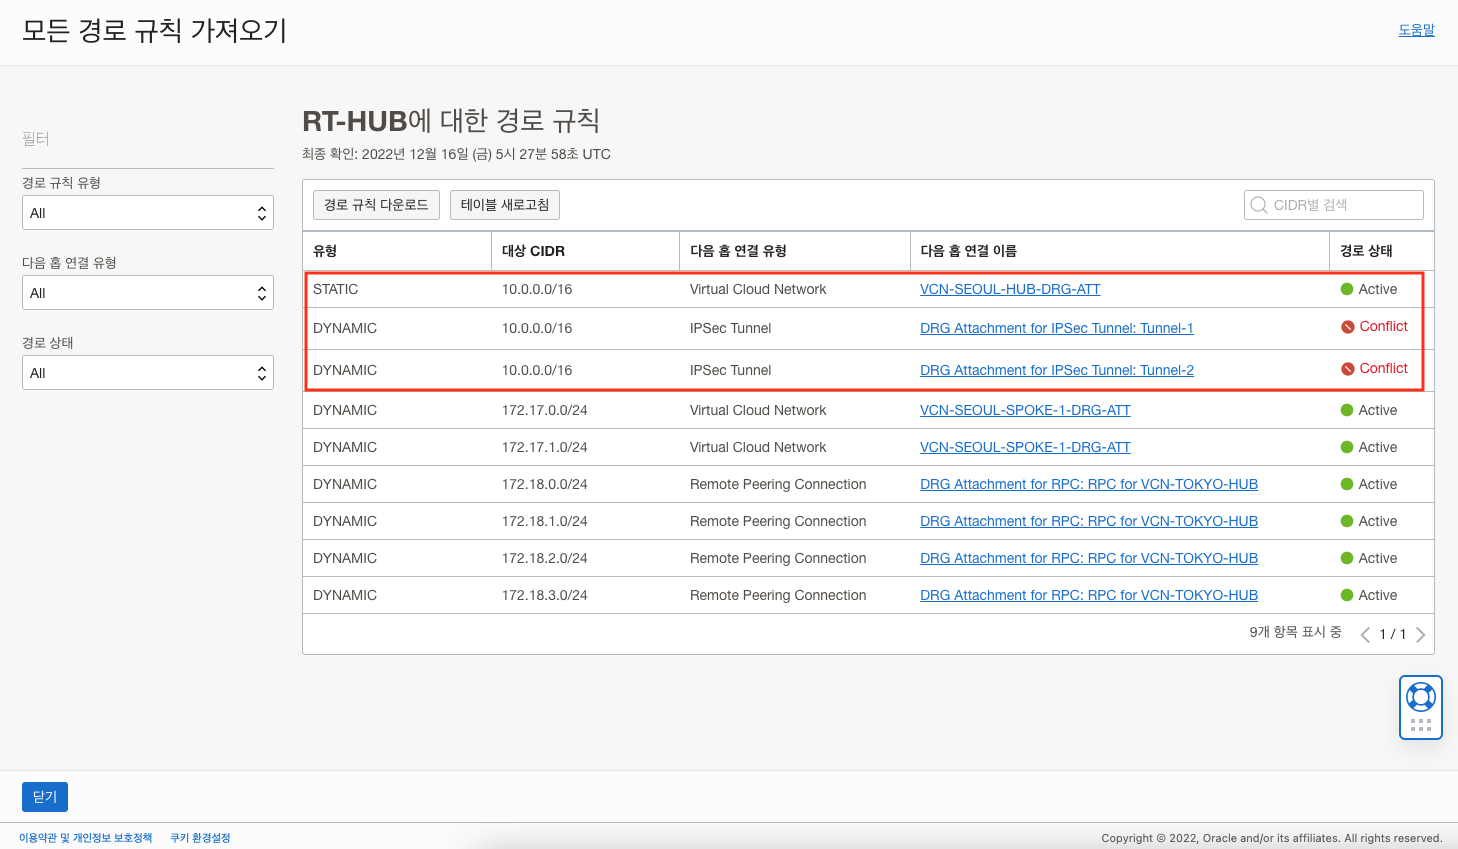 모든 경로 규칙 가져오기
도움말
필터
경로 규칙 유형
All
다음 홉 연결 유형
All
경로 상태
All
RT-HUB에 대한 경로 규칙
최종 확인: 2022년 12월 16일 (금) 5시 27분 58초 UTC
경로 규칙 다운로드 테이블 새로고침 CIDR별 검색
유형 대상 CIDR 다음 홉 연결 유형 다음 홉 연결 이름 경로 상태
STATIC 10.0.0.0/16 Virtual Cloud Network VCN-SEOUL-HUB-DRG-ATT Active
DYNAMIC 10.0.0.0/16 IPSec Tunnel DRG Attachment for IPSec Tunnel: Tunnel-1 Conflict
DYNAMIC 10.0.0.0/16 IPSec Tunnel DRG Attachment for IPSec Tunnel: Tunnel-2 Conflict
DYNAMIC 172.17.0.0/24 Virtual Cloud Network VCN-SEOUL-SPOKE-1-DRG-ATT Active
DYNAMIC 172.17.1.0/24 Virtual Cloud Network VCN-SEOUL-SPOKE-1-DRG-ATT Active
DYNAMIC 172.18.0.0/24 Remote Peering Connection DRG Attachment for RPC: RPC for VCN-TOKYO-HUB Active
DYNAMIC 172.18.1.0/24 Remote Peering Connection DRG Attachment for RPC: RPC for VCN-TOKYO-HUB Active
DYNAMIC 172.18.2.0/24 Remote Peering Connection DRG Attachment for RPC: RPC for VCN-TOKYO-HUB Active
DYNAMIC 172.18.3.0/24 Remote Peering Connection DRG Attachment for RPC: RPC for VCN-TOKYO-HUB Active
9개 항목 표시 중 1 / 1
닫기
이용약관 및 개인정보 보호정책 쿠키 환경설정 Copyright © 2022, Oracle and/or its affiliates. All rights reserved.